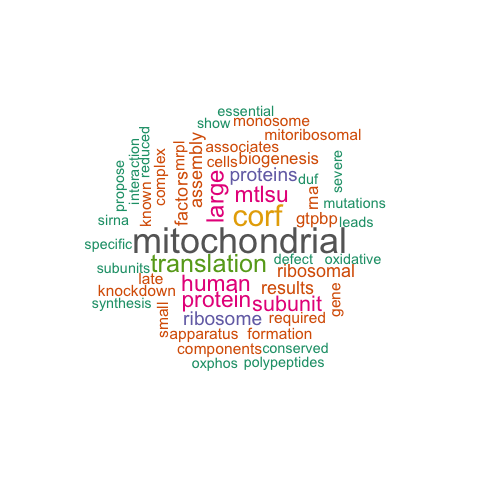 essential
show monosome
mitoribosomal
associates
cells biogenesis
proteins duf
mtlsu
mutations
corf gtpbp leads
sirna
mitochondrial
specific
translation defect oxidative
subunits ribosomal
late
human results
knockdown
protein subunit
synthesis
ribosome required
apparatus formation
components conserved
oxphos polypeptides
propose
interaction
reduced
known
complex
factors
mrpl
assembly
large
rna
severe
small
gene